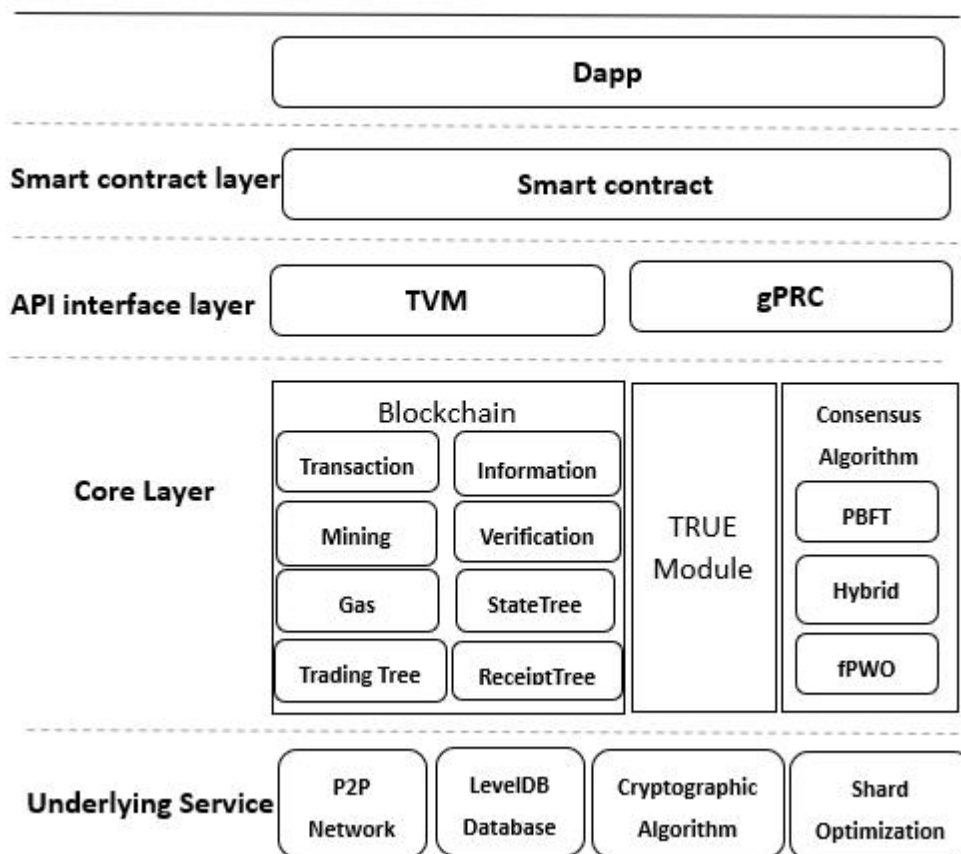 Dapp
Smart contract layer
Smart contract
API interface layer
TVM
gPRC
Core Layer
Blockchain
Transaction
Information
Mining
Verification
Gas
StateTree
Trading Tree
ReceiptTree
TRUE
Module
Consensus
Algorithm
PBFT
Hybrid
fPWO
Underlying Service
P2P
Network
LevelDB
Database
Cryptographic
Algorithm
Shard
Optimization